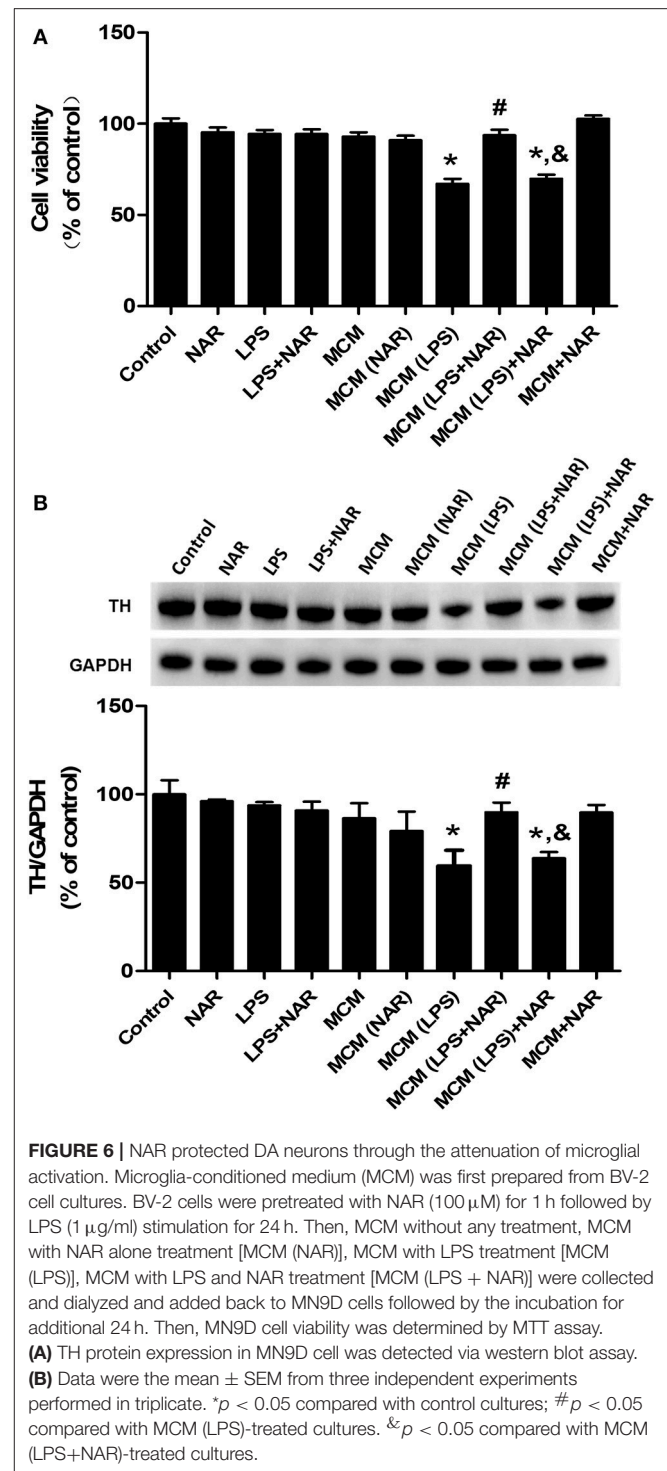 A
150
100
50
0
Cell viability
(% of control)
*
#
*,&
Control
NAR
LPS
LPS+NAR
MCM
MCM (NAR)
MCM (LPS)
MCM (LPS+NAR)
MCM (LPS)+NAR
MCM+NAR
B
Control
NAR
LPS
LPS+NAR
MCM
MCM (NAR)
MCM (LPS)
MCM (LPS+NAR)
MCM (LPS)+NAR
MCM+NAR
TH
GAPDH
150
100
50
0
TH/GAPDH
(% of control)
*
#
*,&
Control
NAR
LPS
LPS+NAR
MCM
MCM (NAR)
MCM (LPS)
MCM (LPS+NAR)
MCM (LPS)+NAR
MCM+NAR
FIGURE 6 | NAR protected DA neurons through the attenuation of microglial
activation. Microglia-conditioned medium (MCM) was first prepared from BV-2
cell cultures. BV-2 cells were pretreated with NAR (100 μM) for 1 h followed by
LPS (1 μg/ml) stimulation for 24 h. Then, MCM without any treatment, MCM
with NAR alone treatment [MCM (NAR)], MCM with LPS treatment [MCM
(LPS)], MCM with LPS and NAR treatment [MCM (LPS + NAR)] were collected
and dialyzed and added back to MN9D cells followed by the incubation for
additional 24 h. Then, MN9D cell viability was determined by MTT assay.
(A) TH protein expression in MN9D cell was detected via western blot assay.
(B) Data were the mean ± SEM from three independent experiments
performed in triplicate. *p < 0.05 compared with control cultures; #p < 0.05
compared with MCM (LPS)-treated cultures. &p < 0.05 compared with MCM
(LPS+NAR)-treated cultures.